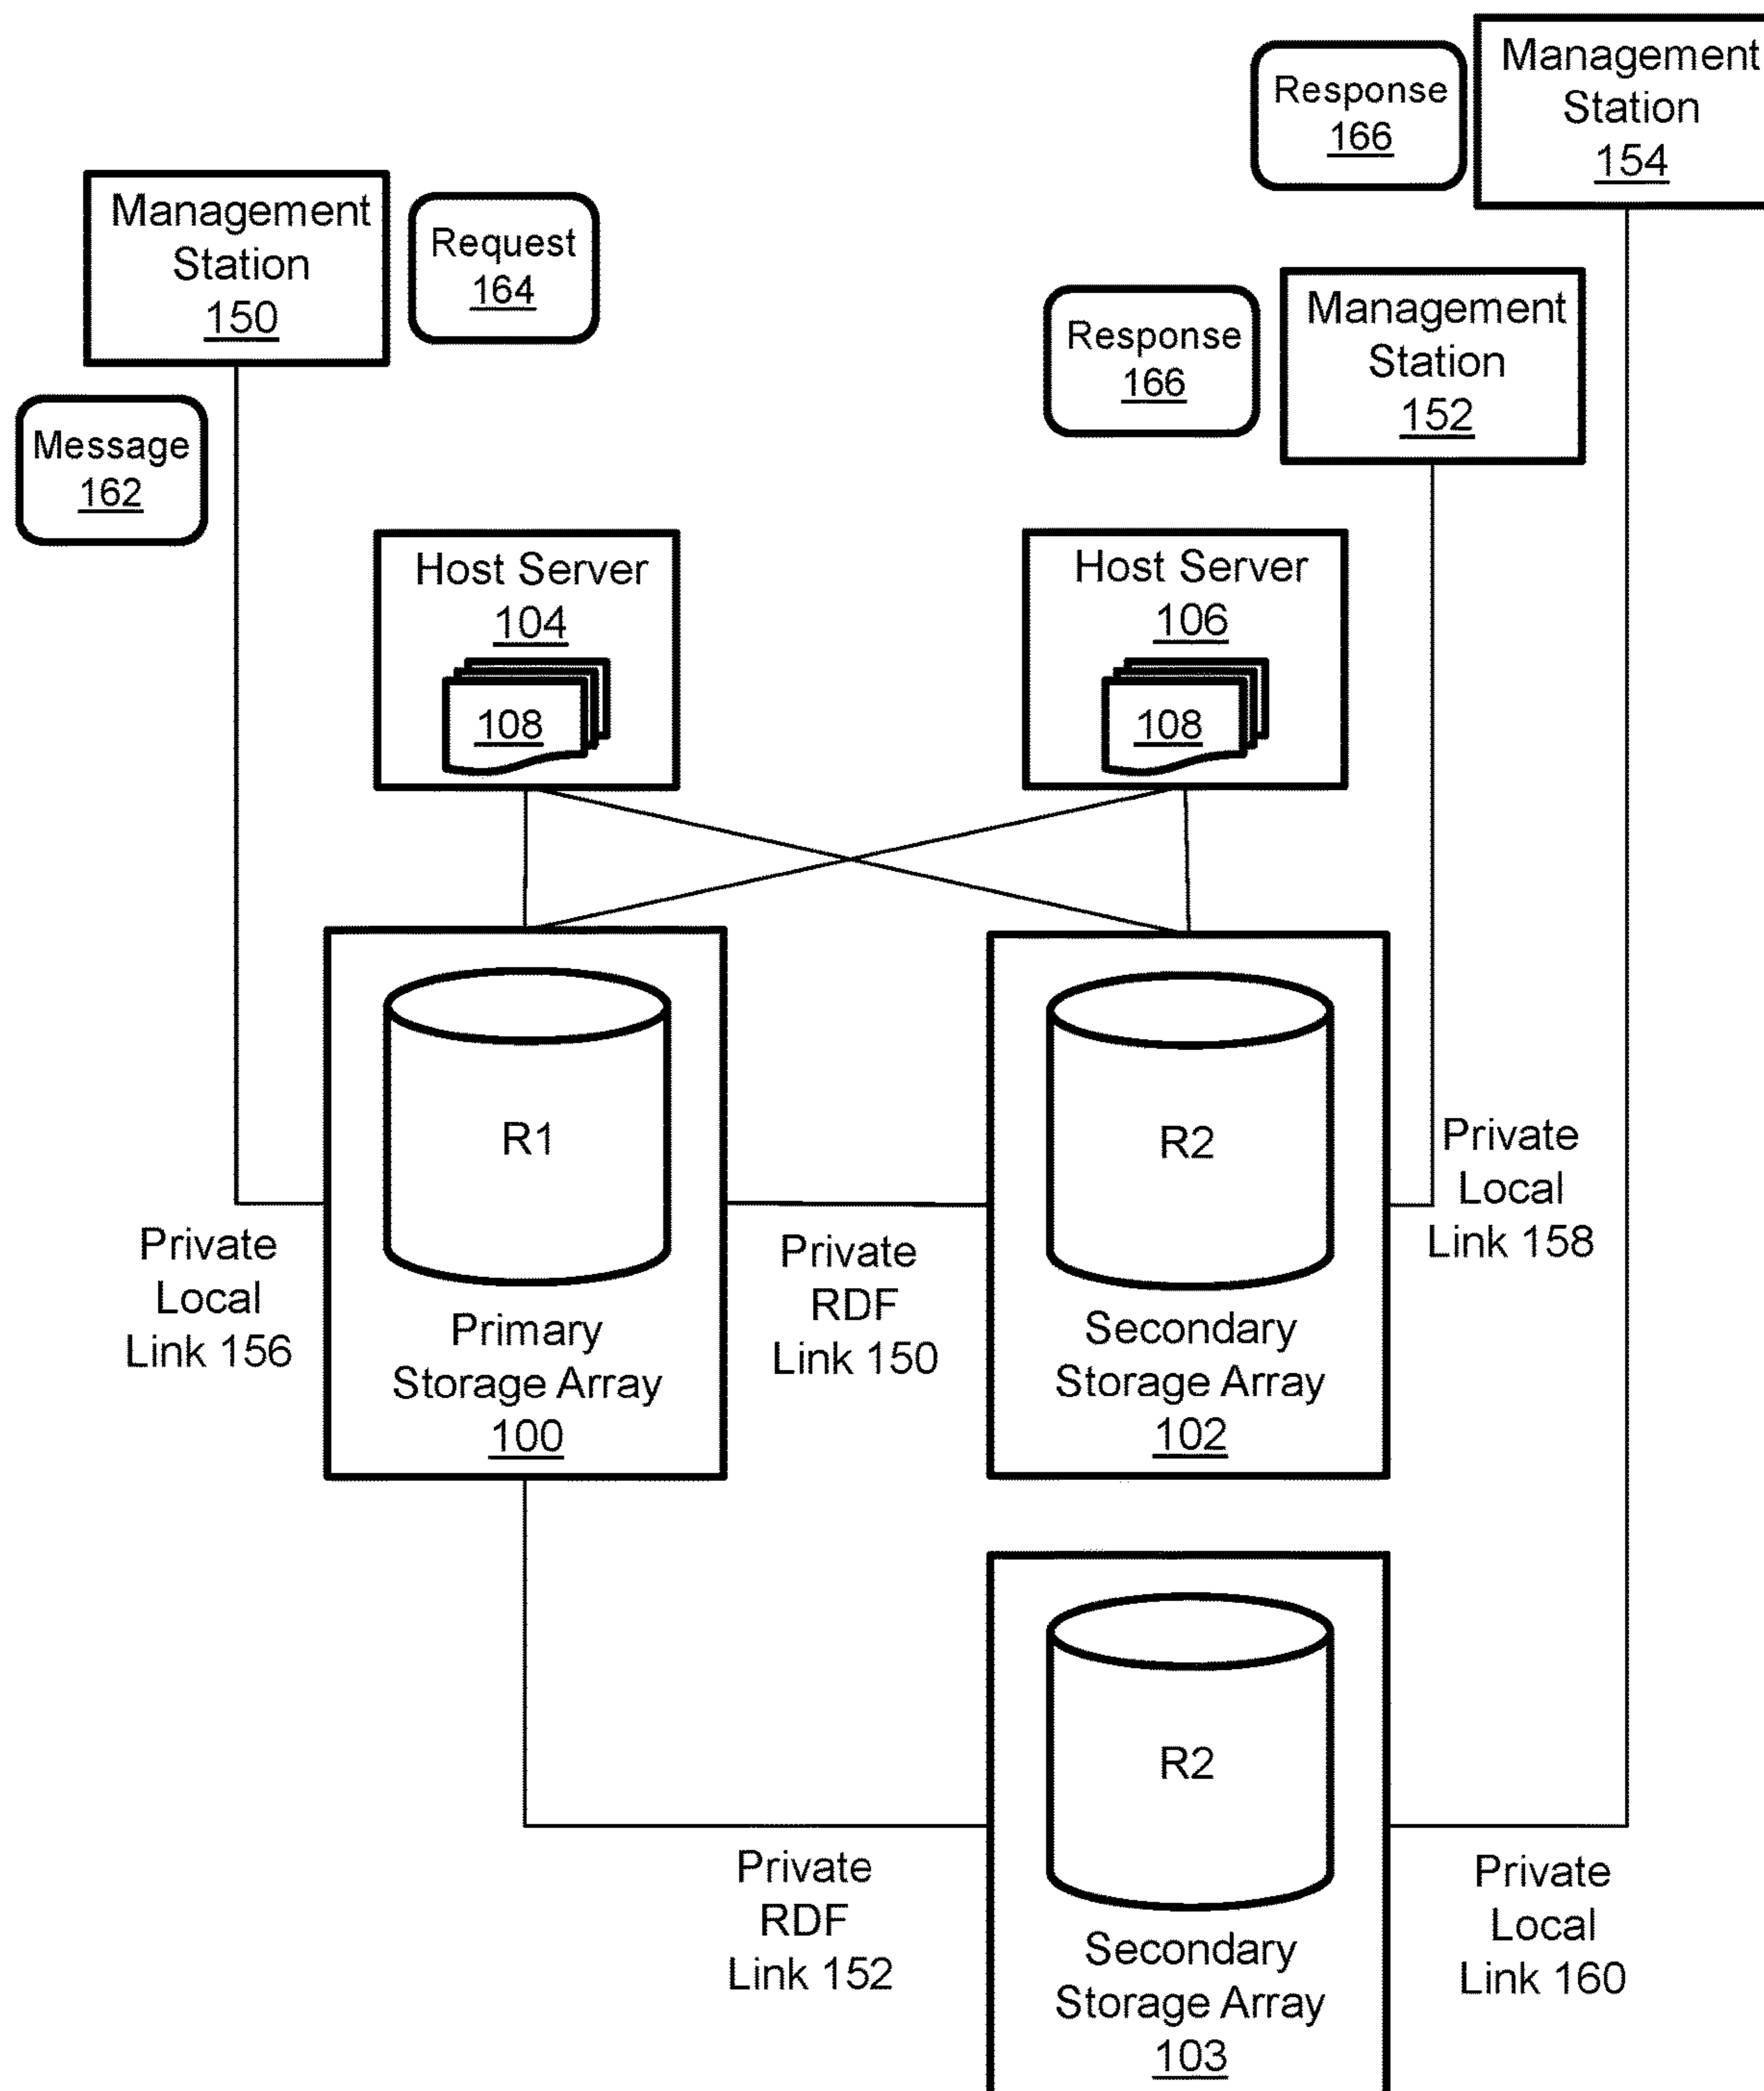 Management
Station
154
Response
166
Management
Station
150
Request
164
Management
Station
152
Response
166
Message
162
Host Server
104
108
Host Server
106
108
R1
Primary
Storage Array
100
R2
Secondary
Storage Array
102
Private
Local
Link 156
Private
RDF
Link 150
Private
Local
Link 158
R2
Secondary
Storage Array
103
Private
RDF
Link 152
Private
Local
Link 160